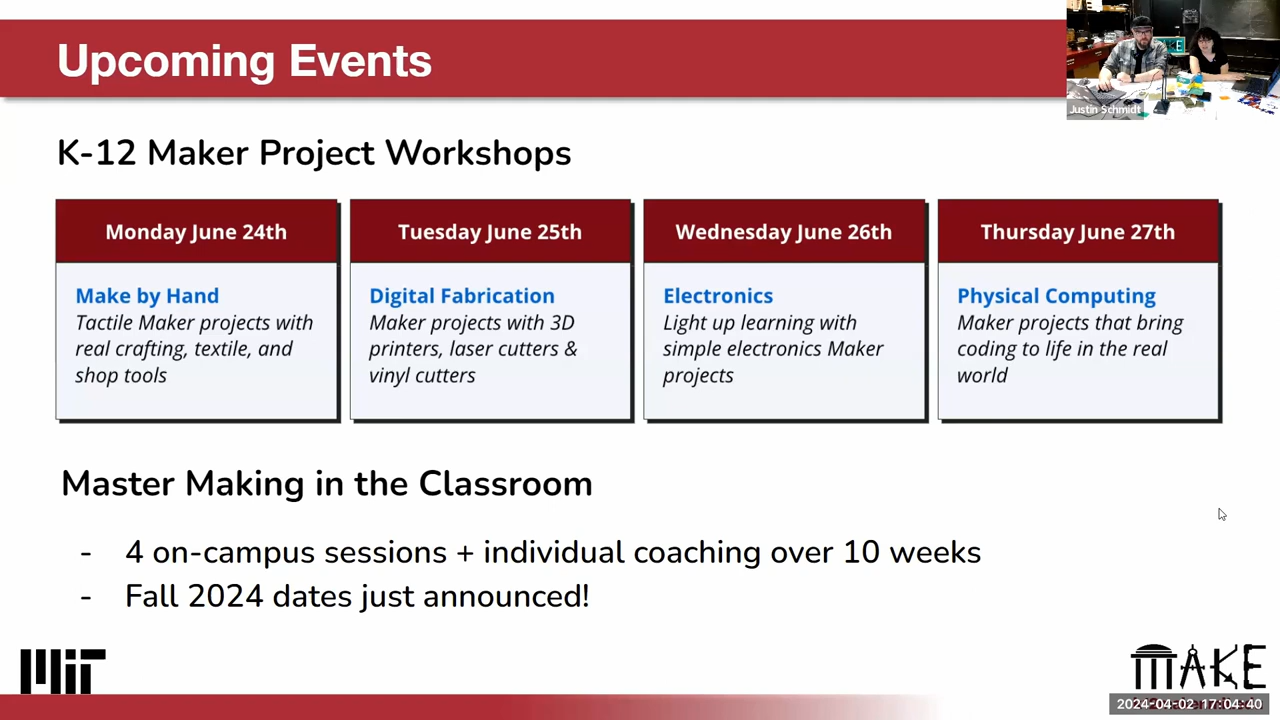 Upcoming Events
Justin Schmidt
K-12 Maker Project Workshops
Monday June 24th
Make by Hand
Tactile Maker projects with
real crafting, textile, and
shop tools
Tuesday June 25th
Digital Fabrication
Maker projects with 3D
printers, laser cutters &
vinyl cutters
Wednesday June 26th
Electronics
Light up learning with
simple electronics Maker
projects
Thursday June 27th
Physical Computing
Maker projects that bring
coding to life in the real
world
Master Making in the Classroom
- 4 on-campus sessions + individual coaching over 10 weeks
- Fall 2024 dates just announced!
MIT
MAKE
2024-04-02 17:04:40